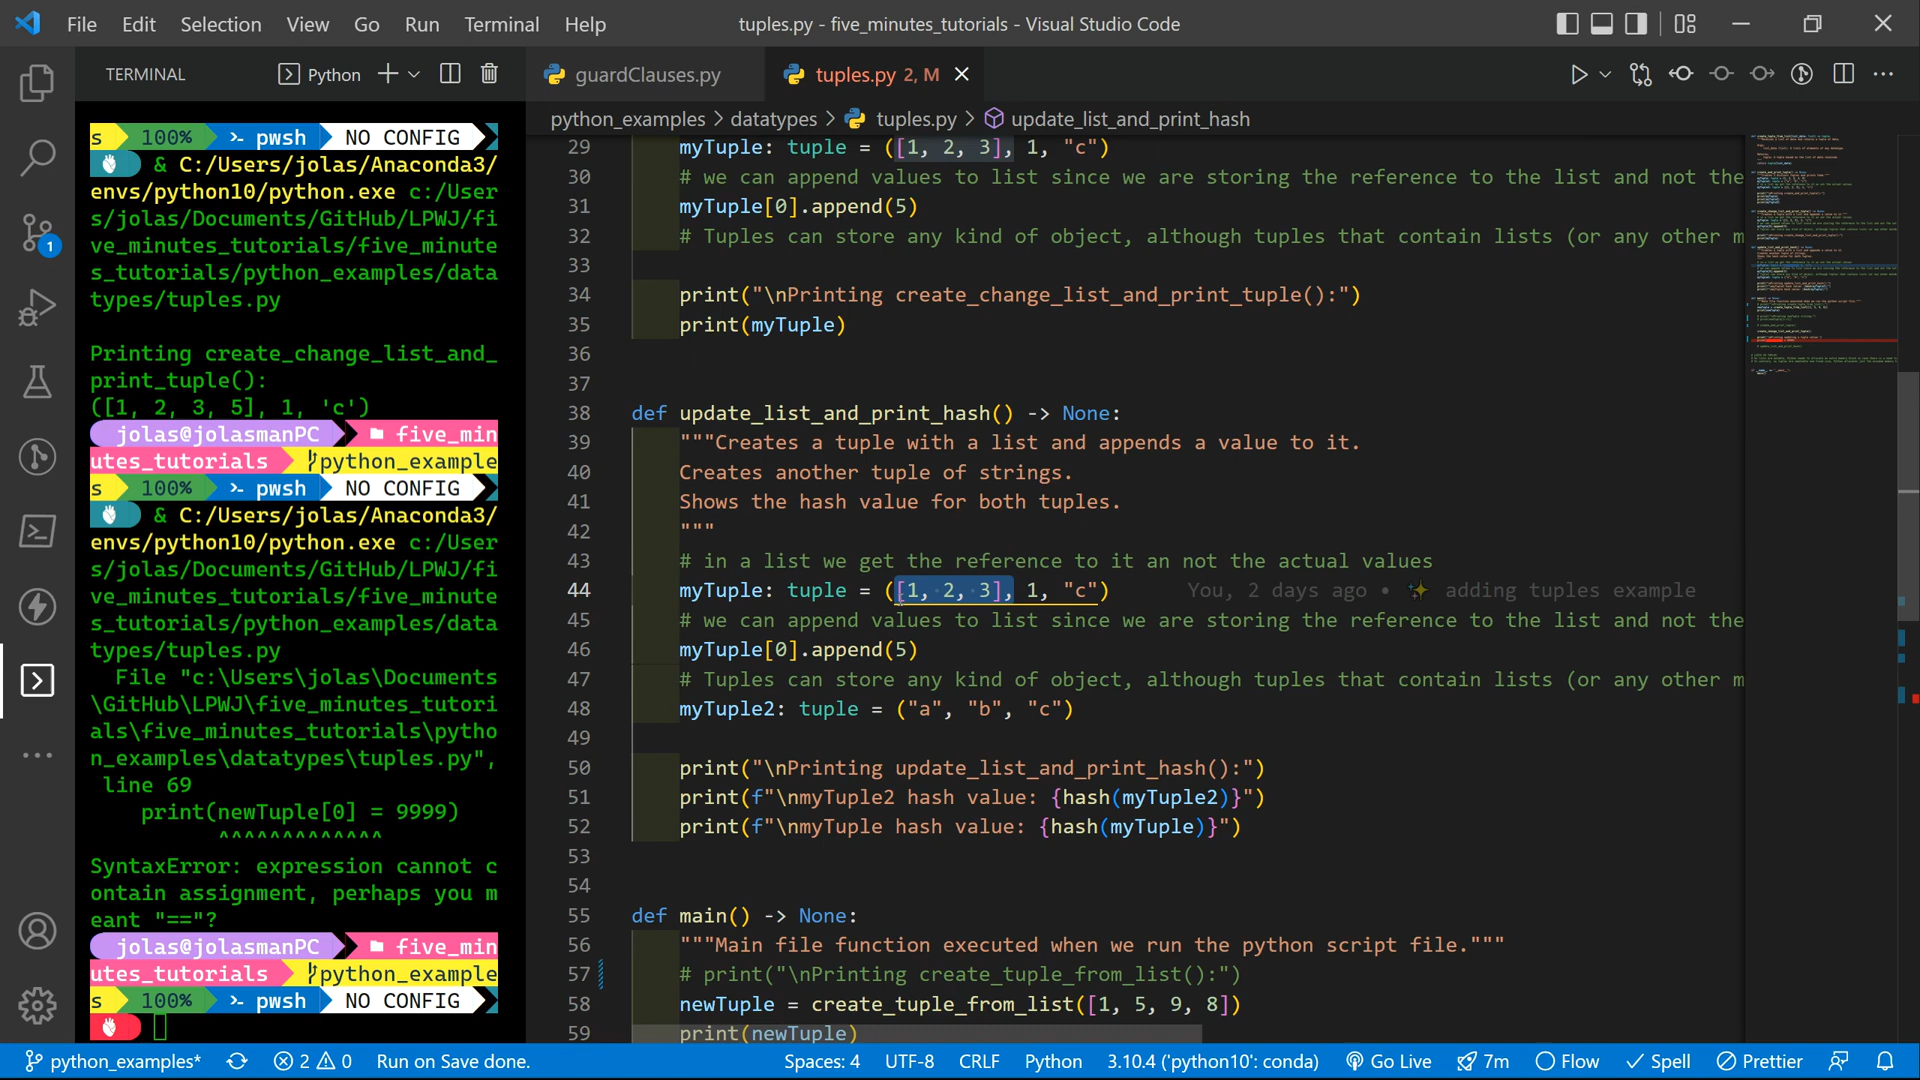 File Edit Selection View Go Run Terminal Help
tuples.py - five_minutes_tutorials - Visual Studio Code
TERMINAL
Python
guardClauses.py
tuples.py 2, M
python_examples > datatypes > tuples.py > update_list_and_print_hash
s 100% pwsh NO CONFIG
& C:/Users/jolas/Anaconda3/
envs/python10/python.exe c:/User
s/jolas/Documents/GitHub/LPWJ/fi
ve_minutes_tutorials/five_minute
s_tutorials/python_examples/data
types/tuples.py
Printing create_change_list_and_
print_tuple():
([1, 2, 3, 5], 1, 'c')
jolas@jolasmanPC five_min
utes_tutorials python_example
s 100% pwsh NO CONFIG
& C:/Users/jolas/Anaconda3/
envs/python10/python.exe c:/User
s/jolas/Documents/GitHub/LPWJ/fi
ve_minutes_tutorials/five_minute
s_tutorials/python_examples/data
types/tuples.py
File "c:\Users\jolas\Documents
\GitHub\LPWJ\five_minutes_tutori
als\five_minutes_tutorials\pytho
n_examples\datatypes\tuples.py",
line 69
print(newTuple[0] = 9999)
^^^^^^^^^^^^^^^
SyntaxError: expression cannot c
ontain assignment, perhaps you m
eant "=="?
jolas@jolasmanPC five_min
utes_tutorials python_example
s 100% pwsh NO CONFIG
29 myTuple: tuple = ([1, 2, 3], 1, "c")
30 # we can append values to list since we are storing the reference to the list and not the
31 myTuple[0].append(5)
32 # Tuples can store any kind of object, although tuples that contain lists (or any other m
33
34 print("\nPrinting create_change_list_and_print_tuple():")
35 print(myTuple)
36
37
38 def update_list_and_print_hash() -> None:
39 """Creates a tuple with a list and appends a value to it.
40 Creates another tuple of strings.
41 Shows the hash value for both tuples.
42 """
43 # in a list we get the reference to it an not the actual values
44 myTuple: tuple = ([1, 2, 3], 1, "c") You, 2 days ago • ✨ adding tuples example
45 # we can append values to list since we are storing the reference to the list and not the
46 myTuple[0].append(5)
47 # Tuples can store any kind of object, although tuples that contain lists (or any other m
48 myTuple2: tuple = ("a", "b", "c")
49
50 print("\nPrinting update_list_and_print_hash():")
51 print(f"\nmyTuple2 hash value: {hash(myTuple2)}")
52 print(f"\nmyTuple hash value: {hash(myTuple)}")
53
54
55 def main() -> None:
56 """Main file function executed when we run the python script file."""
57 # print("\nPrinting create_tuple_from_list():")
58 newTuple = create_tuple_from_list([1, 5, 9, 8])
59 print(newTuple)
1
python_examples* 2 0 Run on Save done. Spaces: 4 UTF-8 CRLF Python 3.10.4 ('python10': conda) Go Live 7m Flow Spell Prettier